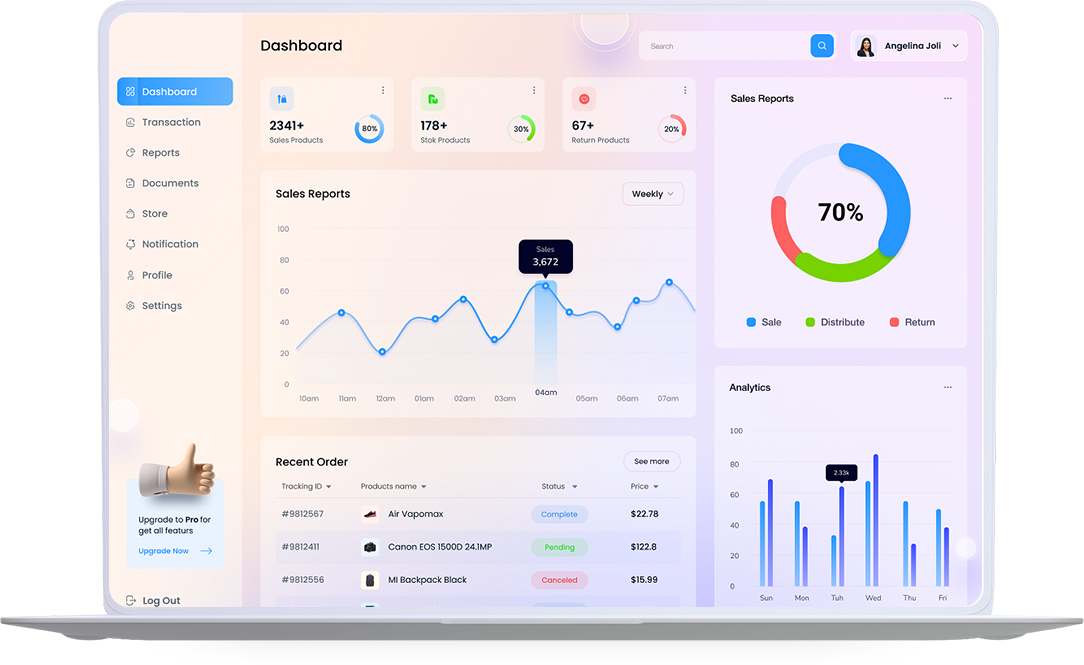 Dashboard
Search
Angelina Joli
Dashboard
Transaction
Reports
Documents
Store
Notification
Profile
Settings
Upgrade to Pro for
get all featurs
Upgrade Now
Log Out
2341+
Sales Products
80%
178+
Stok Products
30%
67+
Return Products
20%
Sales Reports
Weekly
100
80
60
40
20
0
Sales
3,672
10am 11am 12am 01am 02am 03am 04am 05am 06am 07am
Recent Order
See more
Tracking ID Products name Status Price
#9812567 Air Vapomax Complete $22.78
#9812411 Canon EOS 1500D 24.1MP Pending $122.8
#9812556 MI Backpack Black Canceled $15.99
Sales Reports
70%
Sale Distribute Return
Analytics
100
80
60
40
20
0
2.33k
Sun Mon Tuh Wed Thu Fri